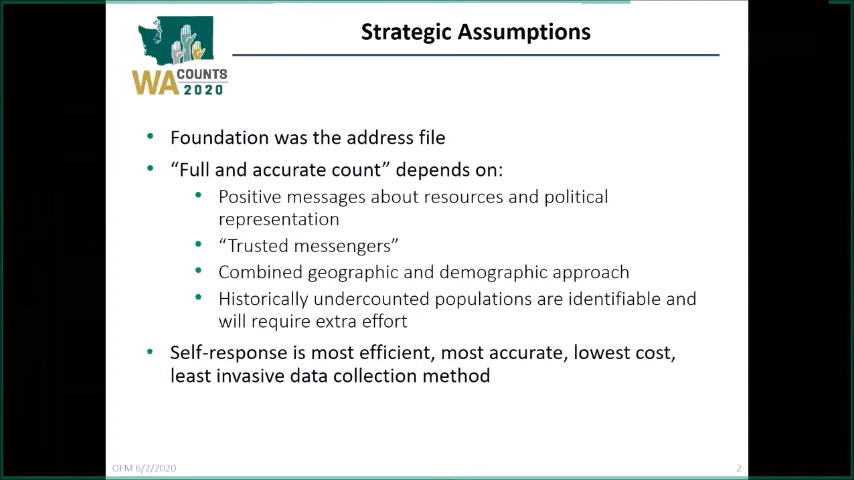 Strategic Assumptions
WA COUNTS
2020
• Foundation was the address file
• “Full and accurate count” depends on:
• Positive messages about resources and political
representation
• “Trusted messengers”
• Combined geographic and demographic approach
• Historically undercounted populations are identifiable and
will require extra effort
• Self-response is most efficient, most accurate, lowest cost,
least invasive data collection method
OFM 6/2/2020
2